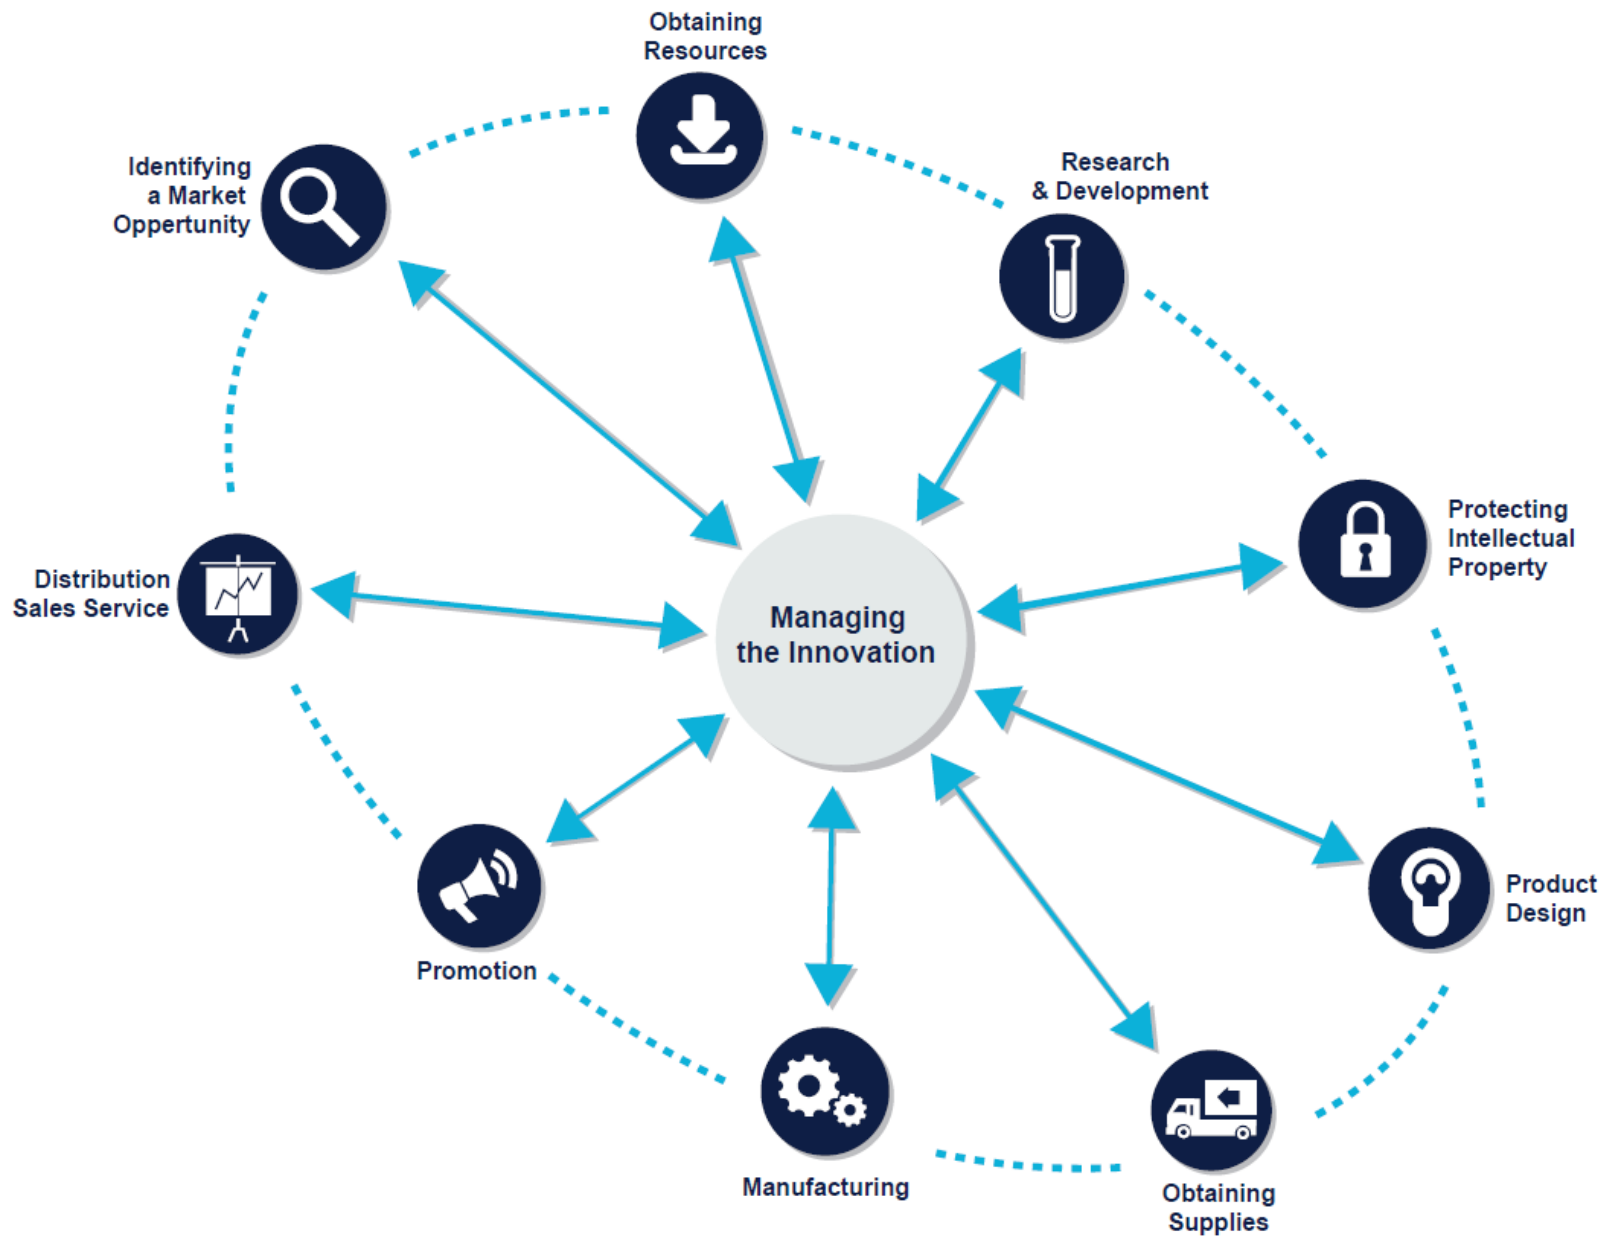 Obtaining
Resources
Research
& Development
Identifying
a Market
Oppertunity
Protecting
Intellectual
Property
Distribution
Sales Service
Managing
the Innovation
Product
Design
Promotion
Manufacturing
Obtaining
Supplies